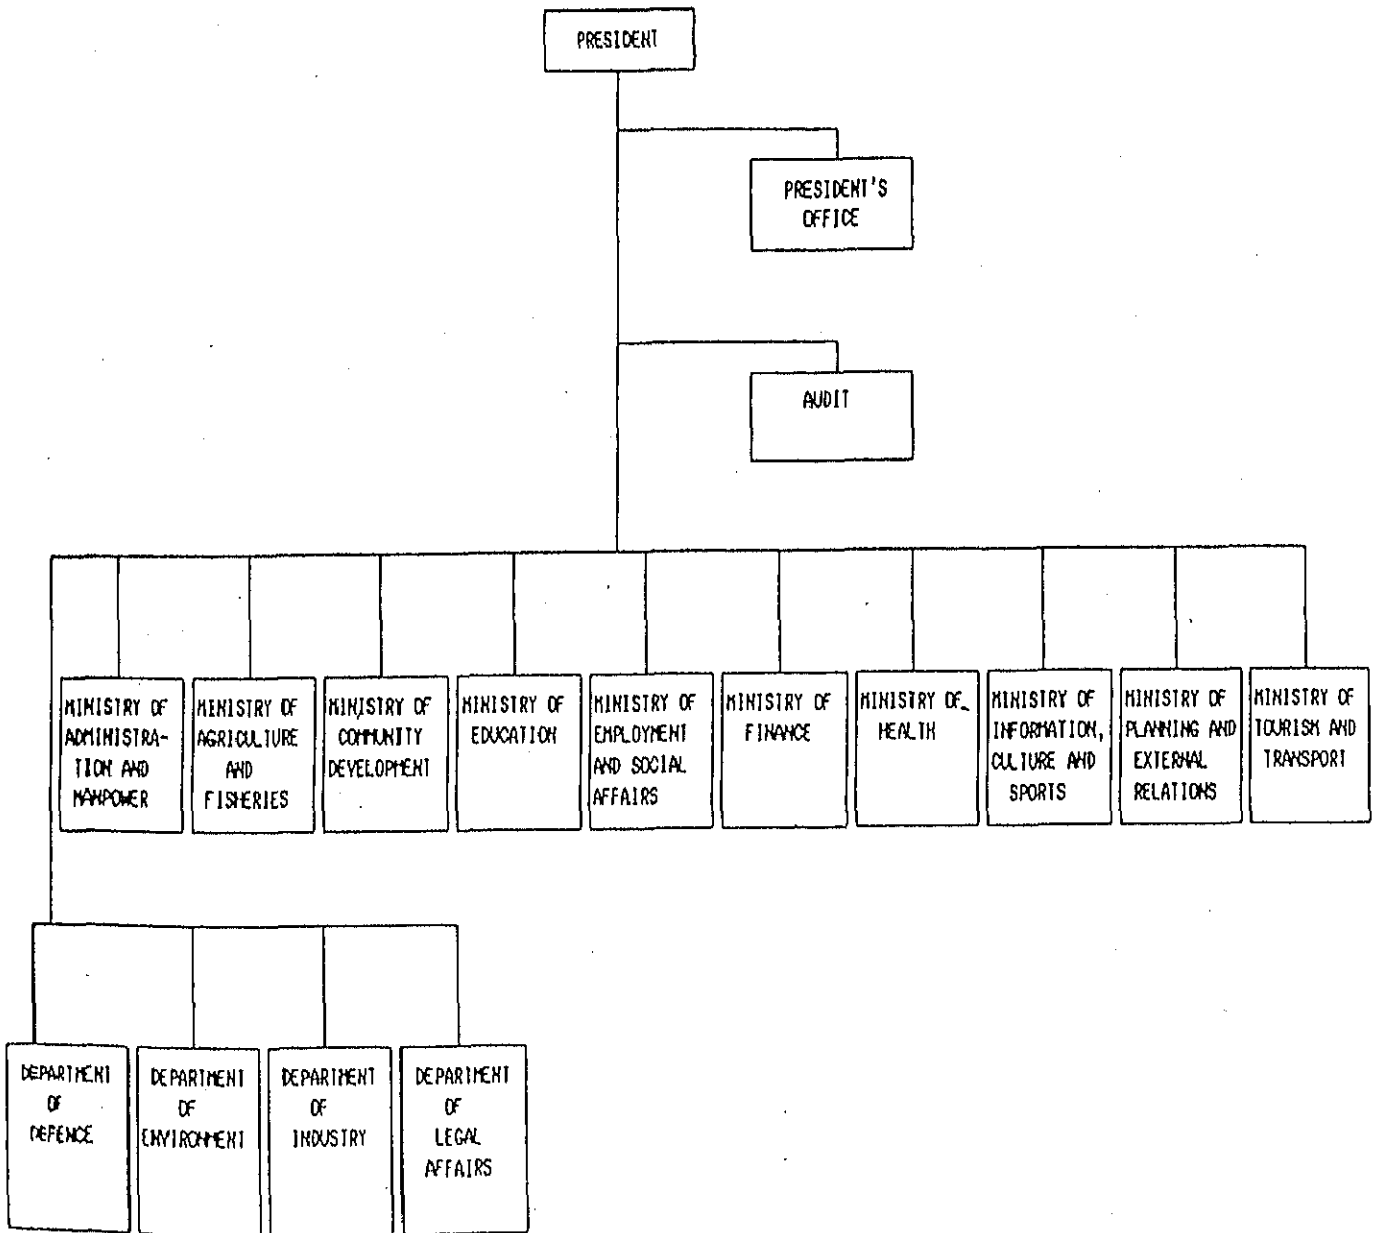 PRESIDENT
PRESIDENT'S
OFFICE
AUDIT
MINISTRY OF
ADMINISTRA-
TION AND
MANPOWER
MINISTRY OF
AGRICULTURE
AND
FISHERIES
MINISTRY OF
COMMUNITY
DEVELOPMENT
MINISTRY OF
EDUCATION
MINISTRY OF
EMPLOYMENT
AND SOCIAL
AFFAIRS
MINISTRY OF
FINANCE
MINISTRY OF
HEALTH
MINISTRY OF
INFORMATION,
CULTURE AND
SPORTS
MINISTRY OF
PLANNING AND
EXTERNAL
RELATIONS
MINISTRY OF
TOURISM AND
TRANSPORT
DEPARTMENT
OF
DEFENCE
DEPARTMENT
OF
ENVIRONMENT
DEPARTMENT
OF
INDUSTRY
DEPARTMENT
OF
LEGAL
AFFAIRS